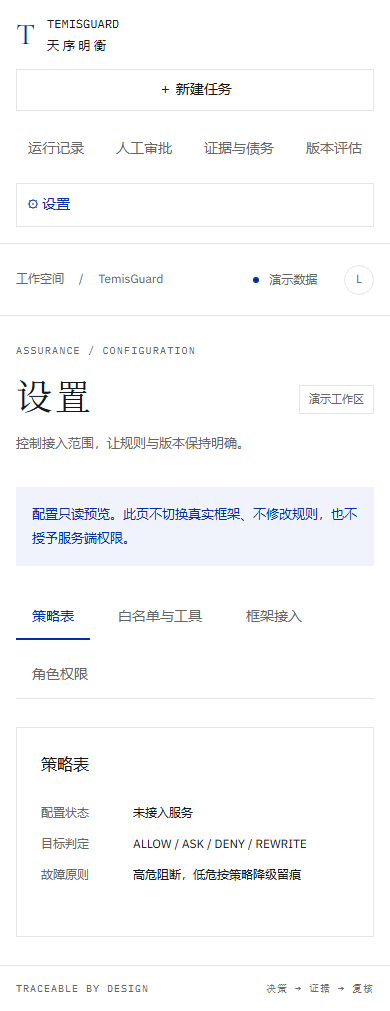 T
TEMISGUARD
天序明衡
+ 新建任务
运行记录 人工审批 证据与债务 版本评估
设置
工作空间 / TemisGuard 演示数据 L
ASSURANCE / CONFIGURATION
设置
演示工作区
控制接入范围，让规则与版本保持明确。
配置只读预览。此页不切换真实框架、不修改规则，也不
授予服务端权限。
策略表 白名单与工具 框架接入
角色权限
策略表
配置状态 未接入服务
目标判定 ALLOW / ASK / DENY / REWRITE
故障原则 高危阻断，低危按策略降级留痕
TRACEABLE BY DESIGN 决策 → 证据 → 复核